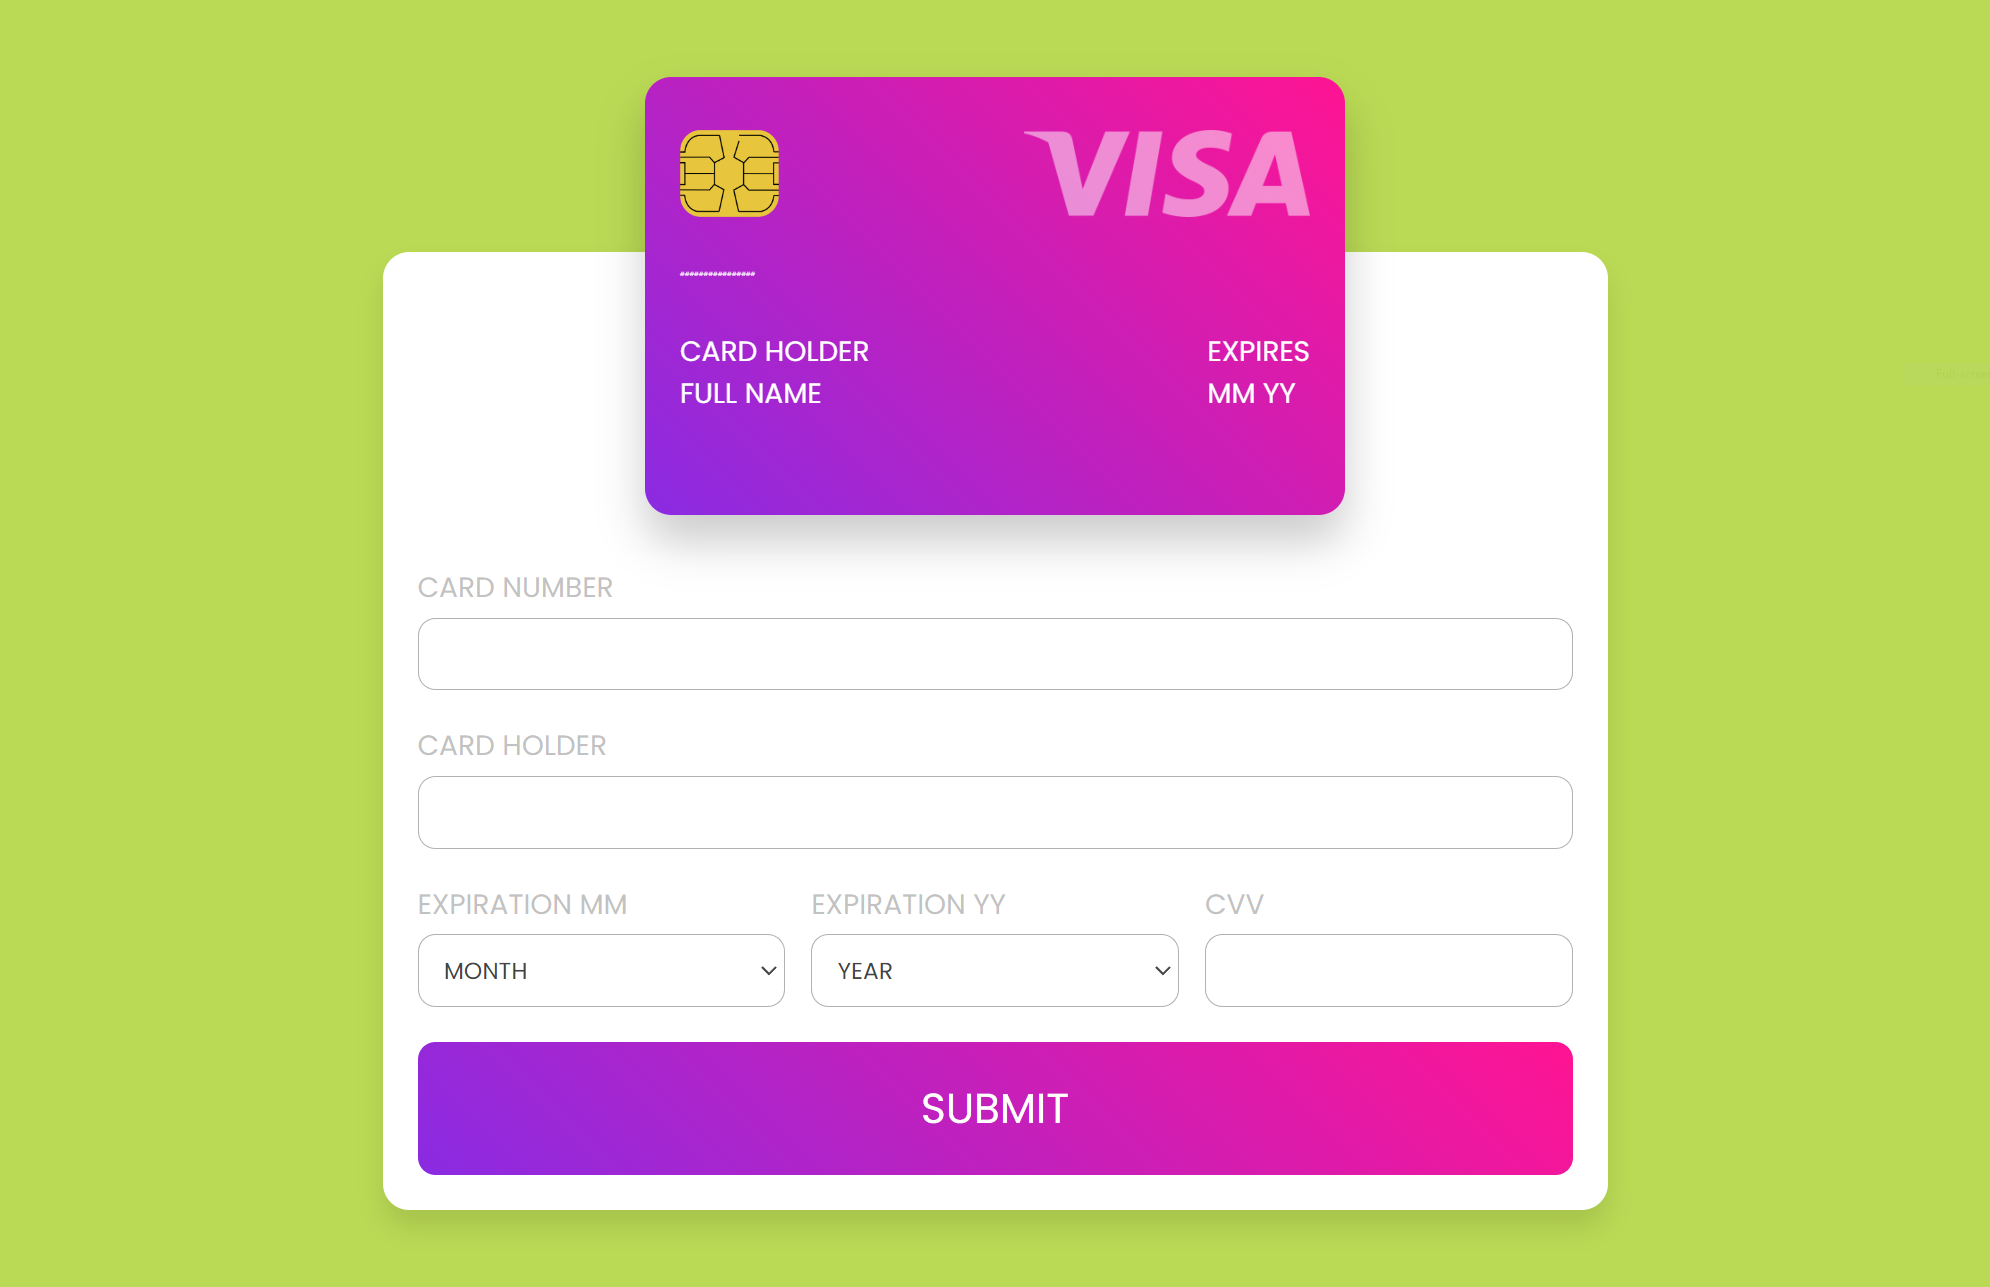 VISA
################
CARD HOLDER
FULL NAME
EXPIRES
MM YY
CARD NUMBER
CARD HOLDER
EXPIRATION MM
EXPIRATION YY
CVV
MONTH
YEAR
SUBMIT